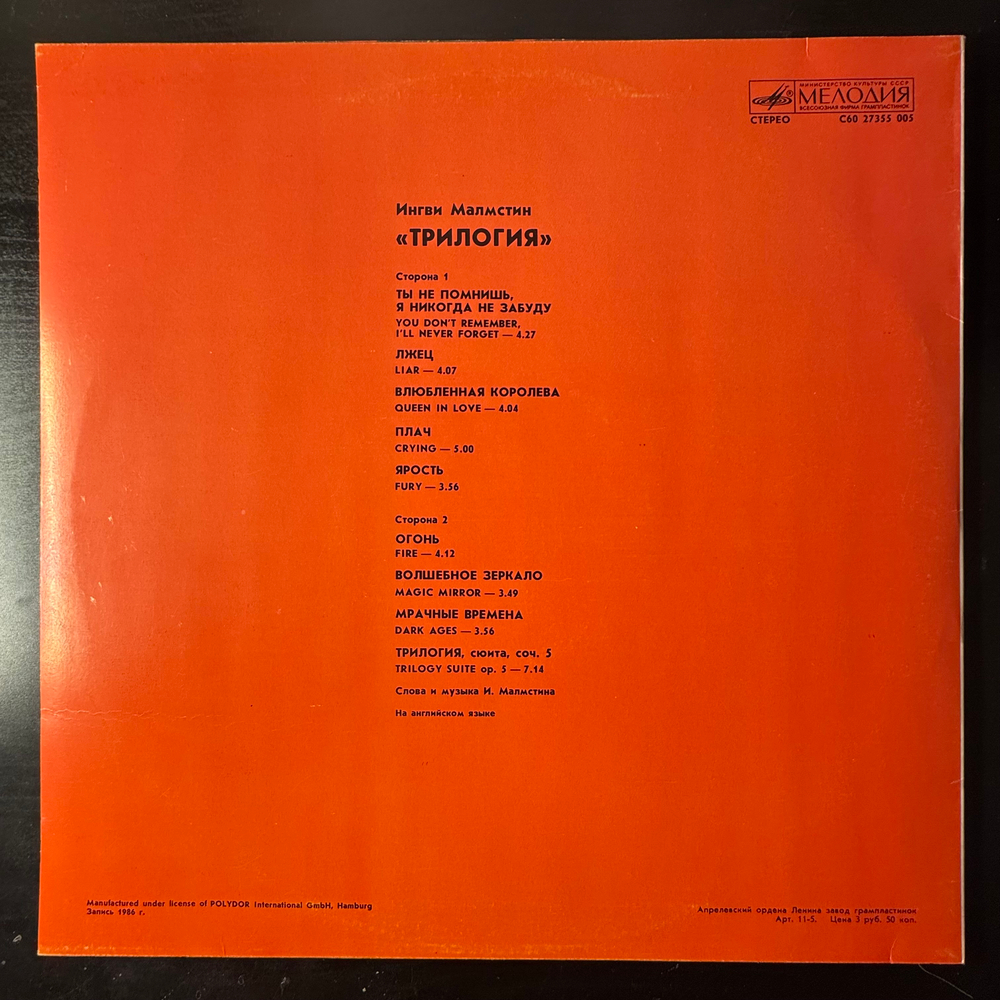 МИНИСТЕРСТВО КУЛЬТУРЫ СССР
® МЕЛОДИЯ
ВСЕСОЮЗНАЯ ФИРМА ГРАМПЛАСТИНОК
СТЕРЕО С60 27355 005
Ингви Малмстин
«ТРИЛОГИЯ»
Сторона 1
ТЫ НЕ ПОМНИШЬ,
Я НИКОГДА НЕ ЗАБУДУ
YOU DON'T REMEMBER,
I'LL NEVER FORGET — 4.27
ЛЖЕЦ
LIAR — 4.07
ВЛЮБЛЕННАЯ КОРОЛЕВА
QUEEN IN LOVE — 4.04
ПЛАЧ
CRYING — 5.00
ЯРОСТЬ
FURY — 3.56
Сторона 2
ОГОНЬ
FIRE — 4.12
ВОЛШЕБНОЕ ЗЕРКАЛО
MAGIC MIRROR — 3.49
МРАЧНЫЕ ВРЕМЕНА
DARK AGES — 3.56
ТРИЛОГИЯ, сюита, соч. 5
TRILOGY SUITE op. 5 — 7.14
Слова и музыка И. Малмстина
На английском языке
Manufactured under license of POLYDOR International GmbH, Hamburg
Запись 1986 г.
Апрелевский ордена Ленина завод грампластинок
Арт. 11-5. Цена 3 руб. 50 коп.